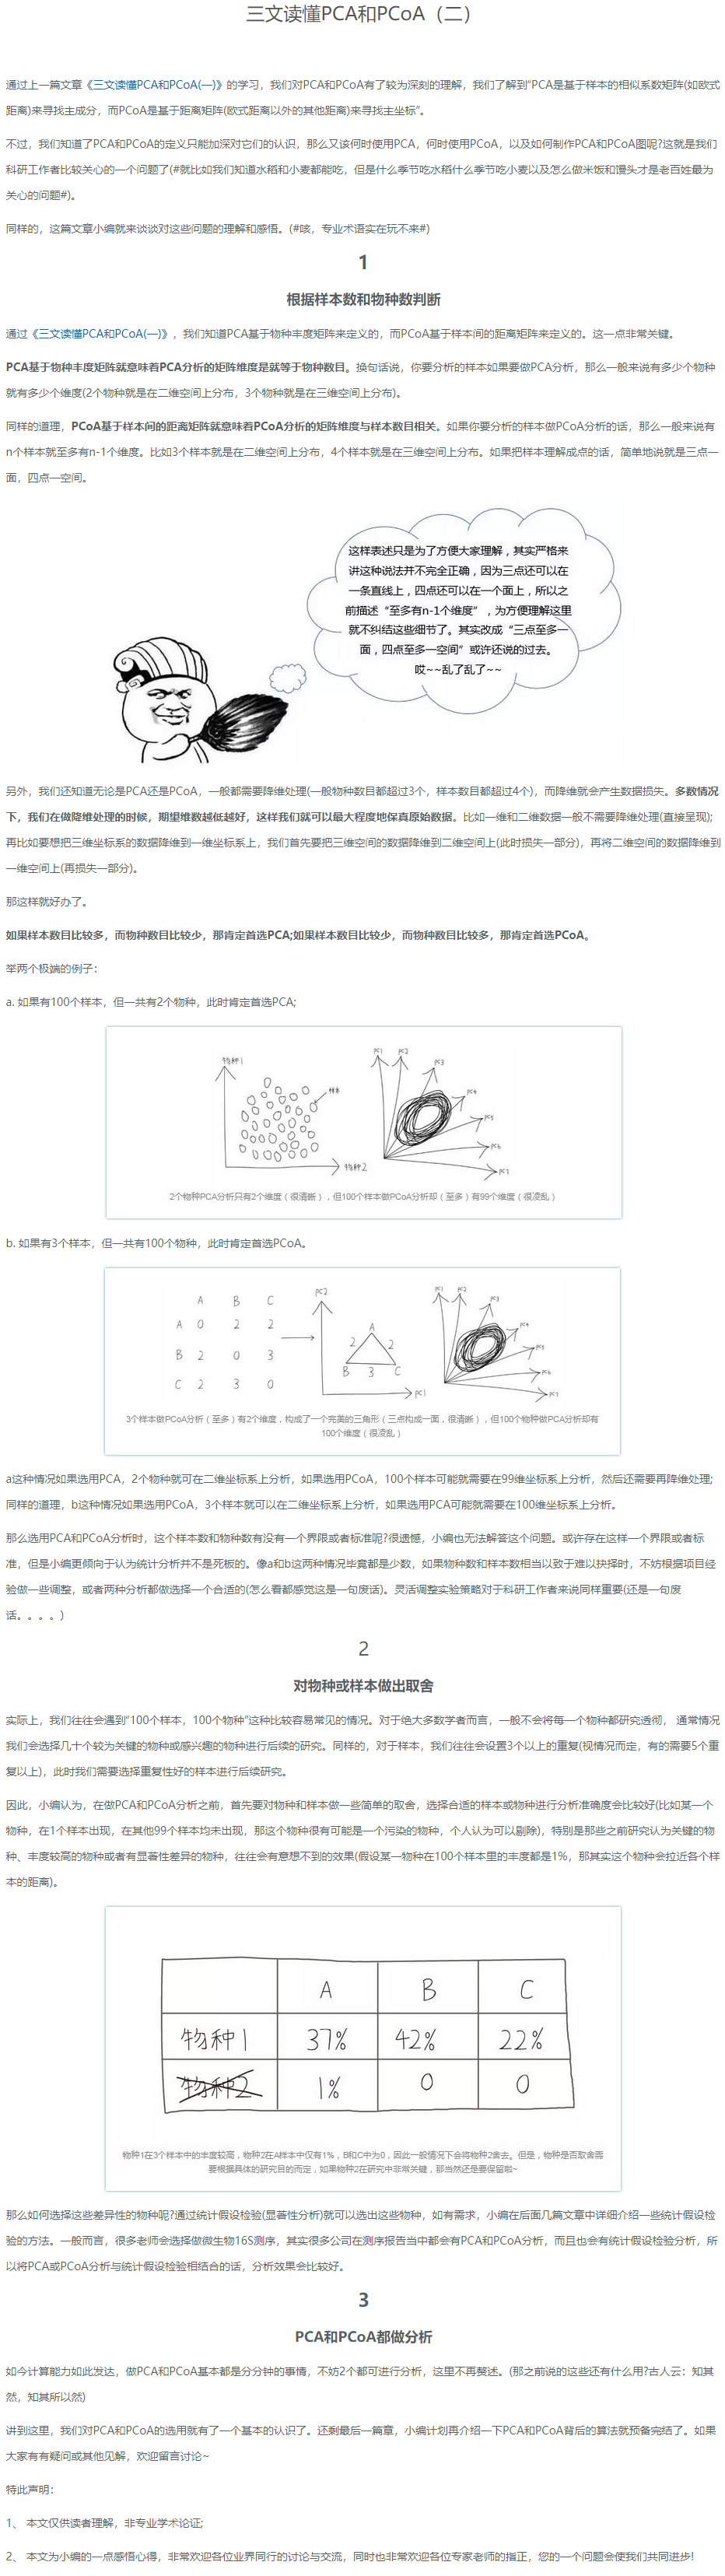 三文读懂PCA和PCoA（二）
通过上一篇文章《三文读懂PCA和PCoA(一)》的学习，我们对PCA和PCoA有了较为深刻的理解，我们了解到“PCA是基于样本的相似系数矩阵(如欧式
距离)来寻找主成分，而PCoA是基于距离矩阵(欧式距离以外的其他距离)来寻找主坐标”。
不过，我们知道了PCA和PCoA的定义只能加深对它们的认识，那么又该何时使用PCA，何时使用PCoA，以及如何制作PCA和PCoA图呢?这就是我们
科研工作者比较关心的一个问题了(#就比如我们知道水稻和小麦都能吃，但是什么季节吃水稻什么季节吃小麦以及怎么做米饭和馒头才是老百姓最为
关心的问题#)。
同样的，这篇文章小编就来谈谈对这些问题的理解和感悟。(#咳，专业术语实在玩不来#)
1
根据样本数和物种数判断
通过《三文读懂PCA和PCoA(一)》，我们知道PCA基于物种丰度矩阵来定义的，而PCoA基于样本间的距离矩阵来定义的。这一点非常关键。
PCA基于物种丰度矩阵就意味着PCA分析的矩阵维度是就等于物种数目。换句话说，你要分析的样本如果要做PCA分析，那么一般来说有多少个物种
就有多少个维度(2个物种就是在二维空间上分布，3个物种就是在三维空间上分布)。
同样的道理，PCoA基于样本间的距离矩阵就意味着PCoA分析的矩阵维度与样本数目相关。如果你要分析的样本做PCoA分析的话，那么一般来说有
n个样本就至多有n-1个维度。比如3个样本就是在二维空间上分布，4个样本就是在三维空间上分布。如果把样本理解成点的话，简单地说就是三点一
面，四点一空间。
这样表述只是为了方便大家理解，其实严格来
讲这种说法并不完全正确，因为三点还可以在
一条直线上，四点还可以在一个面上，所以之
前描述“至多有n-1个维度”，为方便理解这里
就不纠结这些细节了。其实改成“三点至多一
面，四点至多一空间”或许还说的过去。
哎~~乱了乱了~~
另外，我们还知道无论是PCA还是PCoA，一般都需要降维处理(一般物种数目都超过3个，样本数目都超过4个)，而降维就会产生数据损失。多数情况
下，我们在做降维处理的时候，期望维数越低越好，这样我们就可以最大程度地保真原始数据。比如一维和二维数据一般不需要降维处理(直接呈现);
再比如要想把三维坐标系的数据降维到一维坐标系上，我们首先要把三维空间的数据降维到二维空间上(此时损失一部分)，再将二维空间的数据降维到
一维空间上(再损失一部分)。
那这样就好办了。
如果样本数目比较多，而物种数目比较少，那肯定首选PCA;如果样本数目比较少，而物种数目比较多，那肯定首选PCoA。
举两个极端的例子：
a. 如果有100个样本，但一共有2个物种，此时肯定首选PCA;
物种1 样本 物种2
PC1 PC2 PC3 PC4 PC5 PC6 PC7
2个物种PCA分析只有2个维度（很清晰），但100个样本做PCoA分析却（至多）有99个维度（很凌乱）
b. 如果有3个样本，但一共有100个物种，此时肯定首选PCoA。
A B C
A 0 2 2
B 2 0 3
C 2 3 0
PC2 A 2 2 B 3 C PC1
PC1 PC2 PC3 PC4 PC5 PC6 PC7
3个样本做PCoA分析（至多）有2个维度，构成了一个完美的三角形（三点构成一面，很清晰），但100个物种做PCA分析却有
100个维度（很凌乱）
a这种情况如果选用PCA，2个物种就可在二维坐标系上分析，如果选用PCoA，100个样本可能就需要在99维坐标系上分析，然后还需要再降维处理;
同样的道理，b这种情况如果选用PCoA，3个样本就可以在二维坐标系上分析，如果选用PCA可能就需要在100维坐标系上分析。
那么选用PCA和PCoA分析时，这个样本数和物种数有没有一个界限或者标准呢?很遗憾，小编也无法解答这个问题。或许存在这样一个界限或者标
准，但是小编更倾向于认为统计分析并不是死板的。像a和b这两种情况毕竟都是少数，如果物种数和样本数相当以致于难以抉择时，不妨根据项目经
验做一些调整，或者两种分析都做选择一个合适的(怎么看都感觉这是一句废话)。灵活调整实验策略对于科研工作者来说同样重要(还是一句废
话。。。。)
2
对物种或样本做出取舍
实际上，我们往往会遇到“100个样本，100个物种”这种比较容易常见的情况。对于绝大多数学者而言，一般不会将每一个物种都研究透彻， 通常情况
我们会选择几十个较为关键的物种或感兴趣的物种进行后续的研究。同样的，对于样本，我们往往会设置3个以上的重复(视情况而定，有的需要5个重
复以上)，此时我们需要选择重复性好的样本进行后续研究。
因此，小编认为，在做PCA和PCoA分析之前，首先要对物种和样本做一些简单的取舍，选择合适的样本或物种进行分析准确度会比较好(比如某一个
物种，在1个样本出现，在其他99个样本均未出现，那这个物种很有可能是一个污染的物种，个人认为可以剔除)，特别是那些之前研究认为关键的物
种、丰度较高的物种或者有显著性差异的物种，往往会有意想不到的效果(假设某一物种在100个样本里的丰度都是1%，那其实这个物种会拉近各个样
本的距离)。
A B C
物种1 37% 42% 22%
物种2 1% 0 0
物种1在3个样本中的丰度较高，物种2在A样本中仅有1%，B和C中为0，因此一般情况下会将物种2舍去。但是，物种是否取舍需
要根据具体的研究目的而定，如果物种2在研究中非常关键，那当然还是要保留啦~
那么如何选择这些差异性的物种呢?通过统计假设检验(显著性分析)就可以选出这些物种，如有需求，小编在后面几篇文章中详细介绍一些统计假设检
验的方法。一般而言，很多老师会选择做微生物16S测序，其实很多公司在测序报告当中都会有PCA和PCoA分析，而且也会有统计假设检验分析，所
以将PCA或PCoA分析与统计假设检验相结合的话，分析效果会比较好。
3
PCA和PCoA都做分析
如今计算能力如此发达，做PCA和PCoA基本都是分分钟的事情，不妨2个都可进行分析，这里不再赘述。(那之前说的这些还有什么用?古人云：知其
然，知其所以然)
讲到这里，我们对PCA和PCoA的选用就有了一个基本的认识了。还剩最后一篇章，小编计划再介绍一下PCA和PCoA背后的算法就预备完结了。如果
大家有有疑问或其他见解，欢迎留言讨论~
特此声明：
1、 本文仅供读者理解，非专业学术论证;
2、 本文为小编的一点感悟心得，非常欢迎各位业界同行的讨论与交流，同时也非常欢迎各位专家老师的指正，您的一个问题会使我们共同进步!